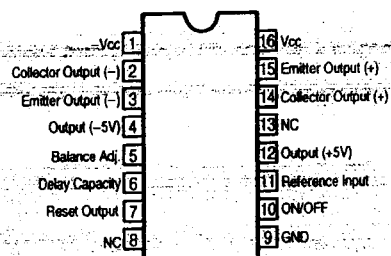 -Vcc 1
Collector Output (-) 2
Emitter Output (-) 3
Output (-5V) 4
Balance Adj. 5
Delay Capacity 6
Reset Output 7
NC 8
16 Vcc
15 Emitter Output (+)
14 Collector Output (+)
13 NC
12 Output (+5V)
11 Reference Input
10 ON/OFF
9 GND